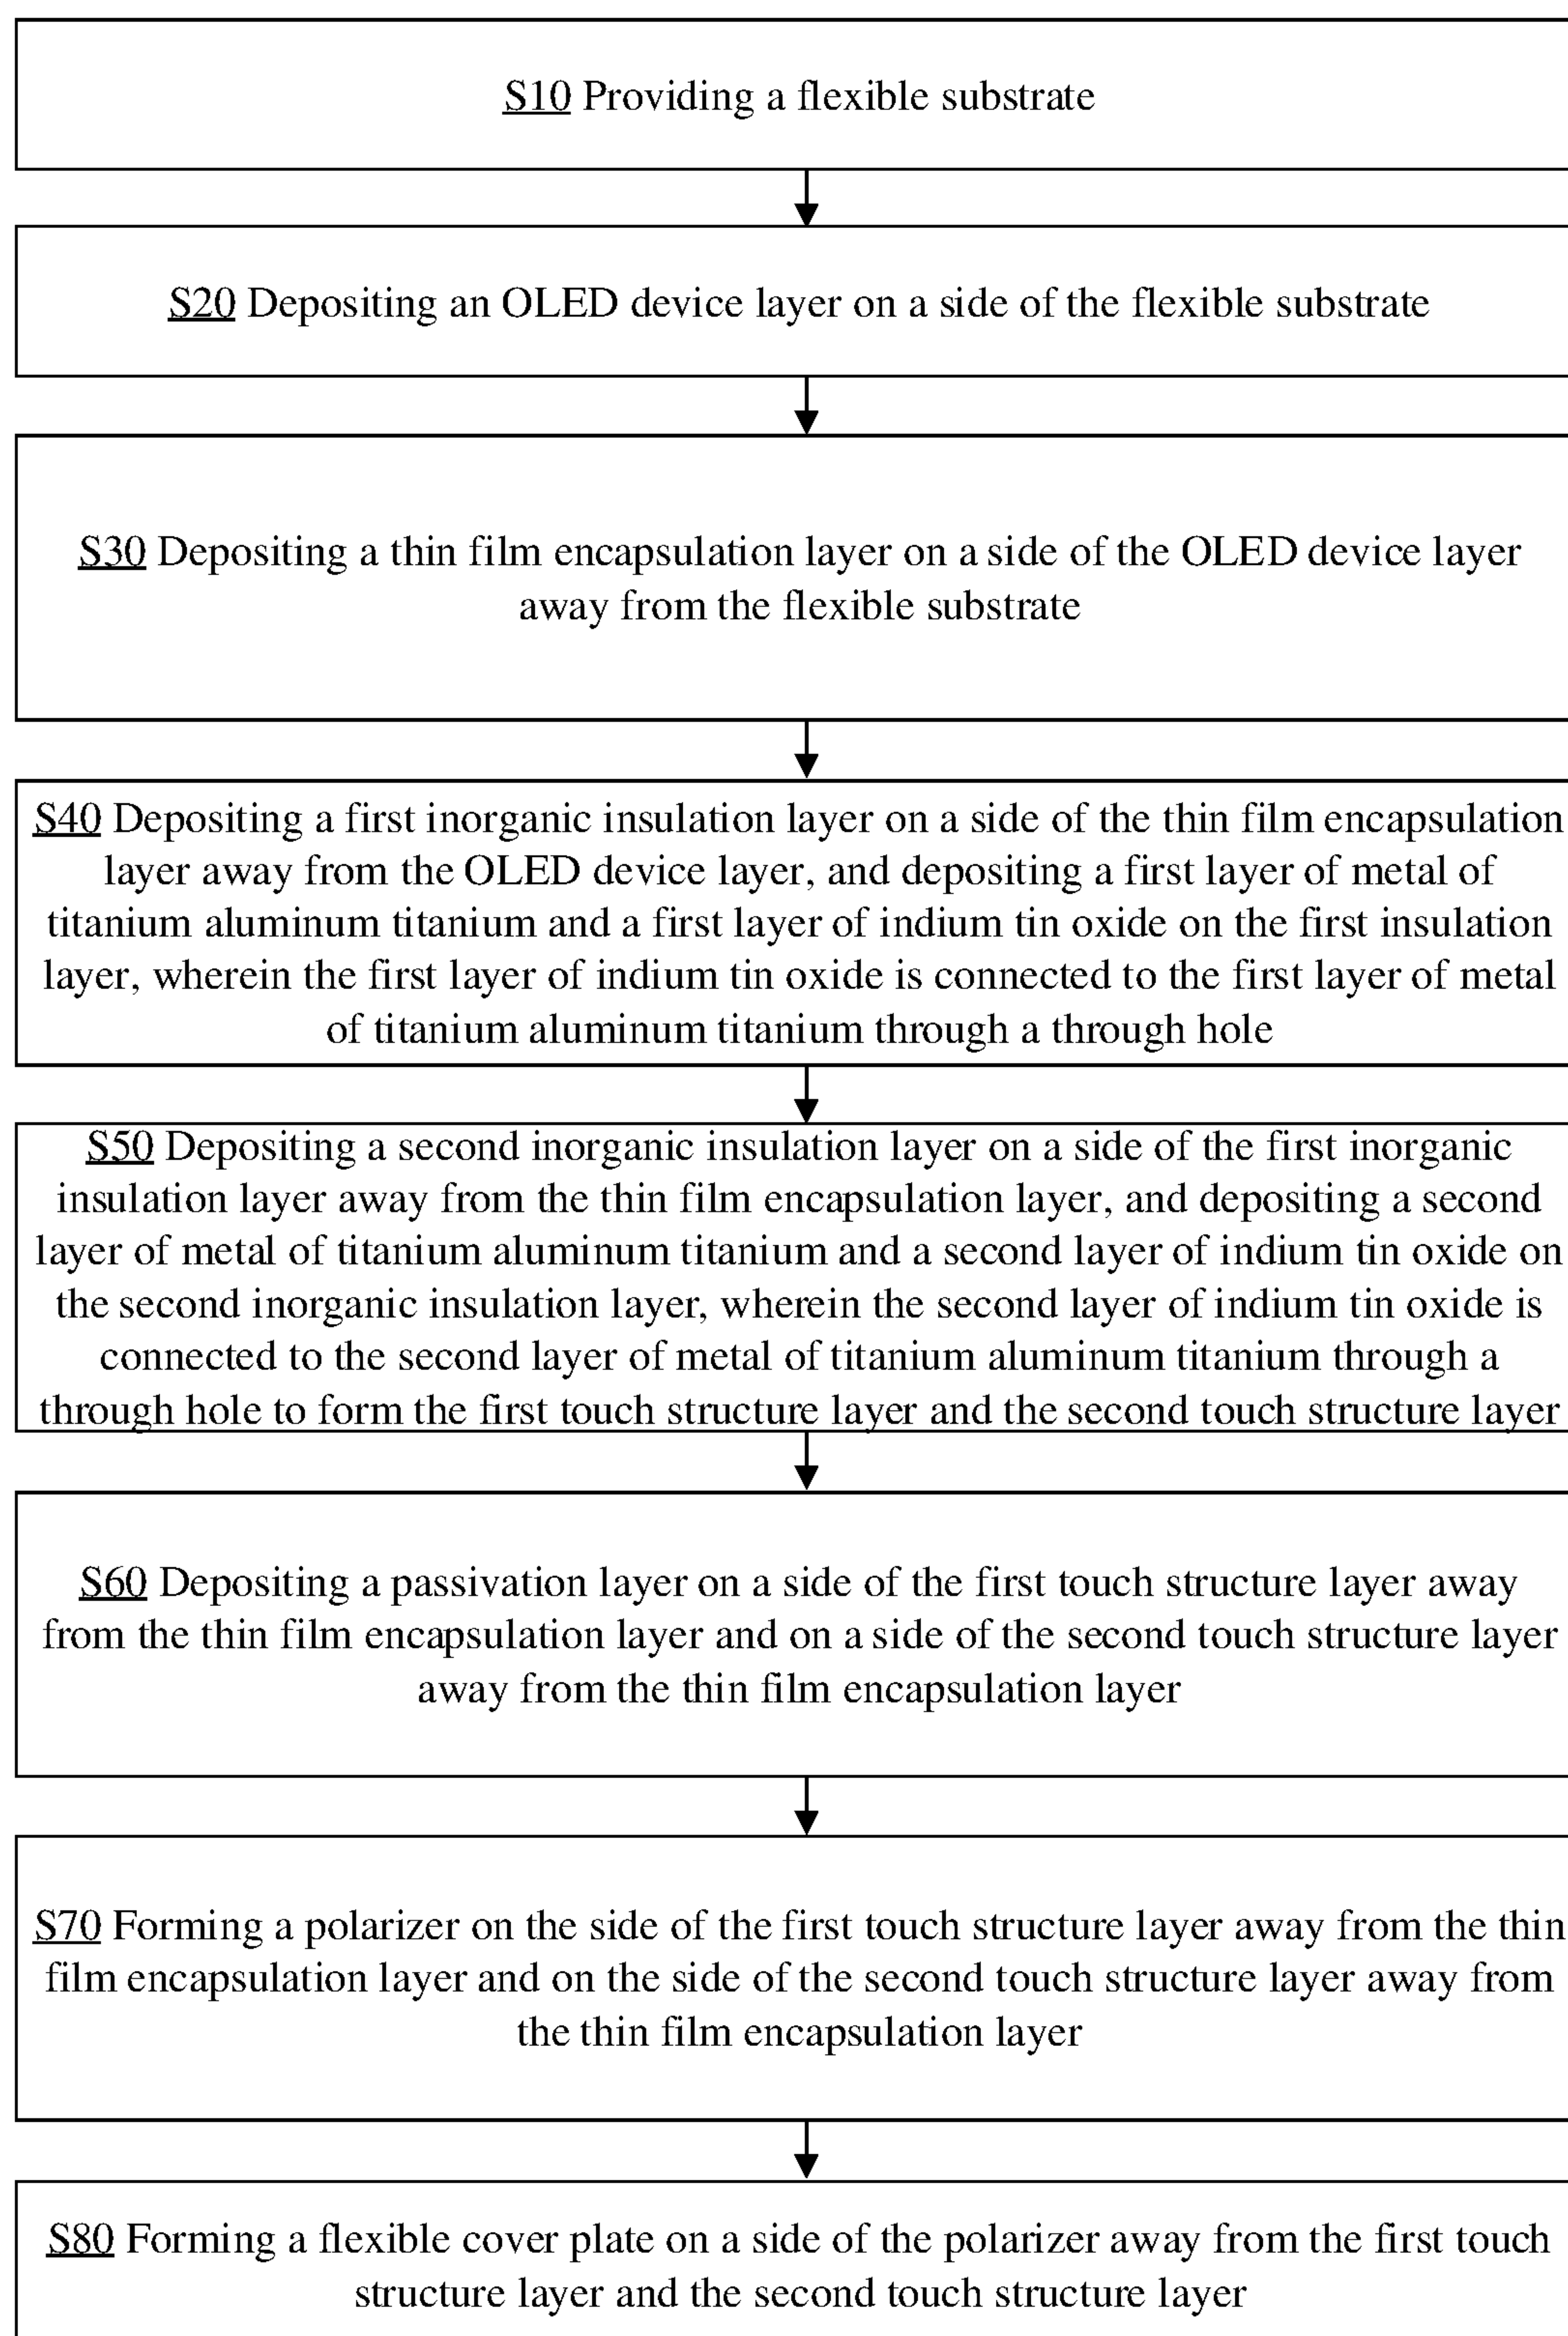 S10 Providing a flexible substrate
S20 Depositing an OLED device layer on a side of the flexible substrate
S30 Depositing a thin film encapsulation layer on a side of the OLED device layer
away from the flexible substrate
S40 Depositing a first inorganic insulation layer on a side of the thin film encapsulation
layer away from the OLED device layer, and depositing a first layer of metal of
titanium aluminum titanium and a first layer of indium tin oxide on the first insulation
layer, wherein the first layer of indium tin oxide is connected to the first layer of metal
of titanium aluminum titanium through a through hole
S50 Depositing a second inorganic insulation layer on a side of the first inorganic
insulation layer away from the thin film encapsulation layer, and depositing a second
layer of metal of titanium aluminum titanium and a second layer of indium tin oxide on
the second inorganic insulation layer, wherein the second layer of indium tin oxide is
connected to the second layer of metal of titanium aluminum titanium through a
through hole to form the first touch structure layer and the second touch structure layer
S60 Depositing a passivation layer on a side of the first touch structure layer away
from the thin film encapsulation layer and on a side of the second touch structure layer
away from the thin film encapsulation layer
S70 Forming a polarizer on the side of the first touch structure layer away from the thin
film encapsulation layer and on the side of the second touch structure layer away from
the thin film encapsulation layer
S80 Forming a flexible cover plate on a side of the polarizer away from the first touch
structure layer and the second touch structure layer